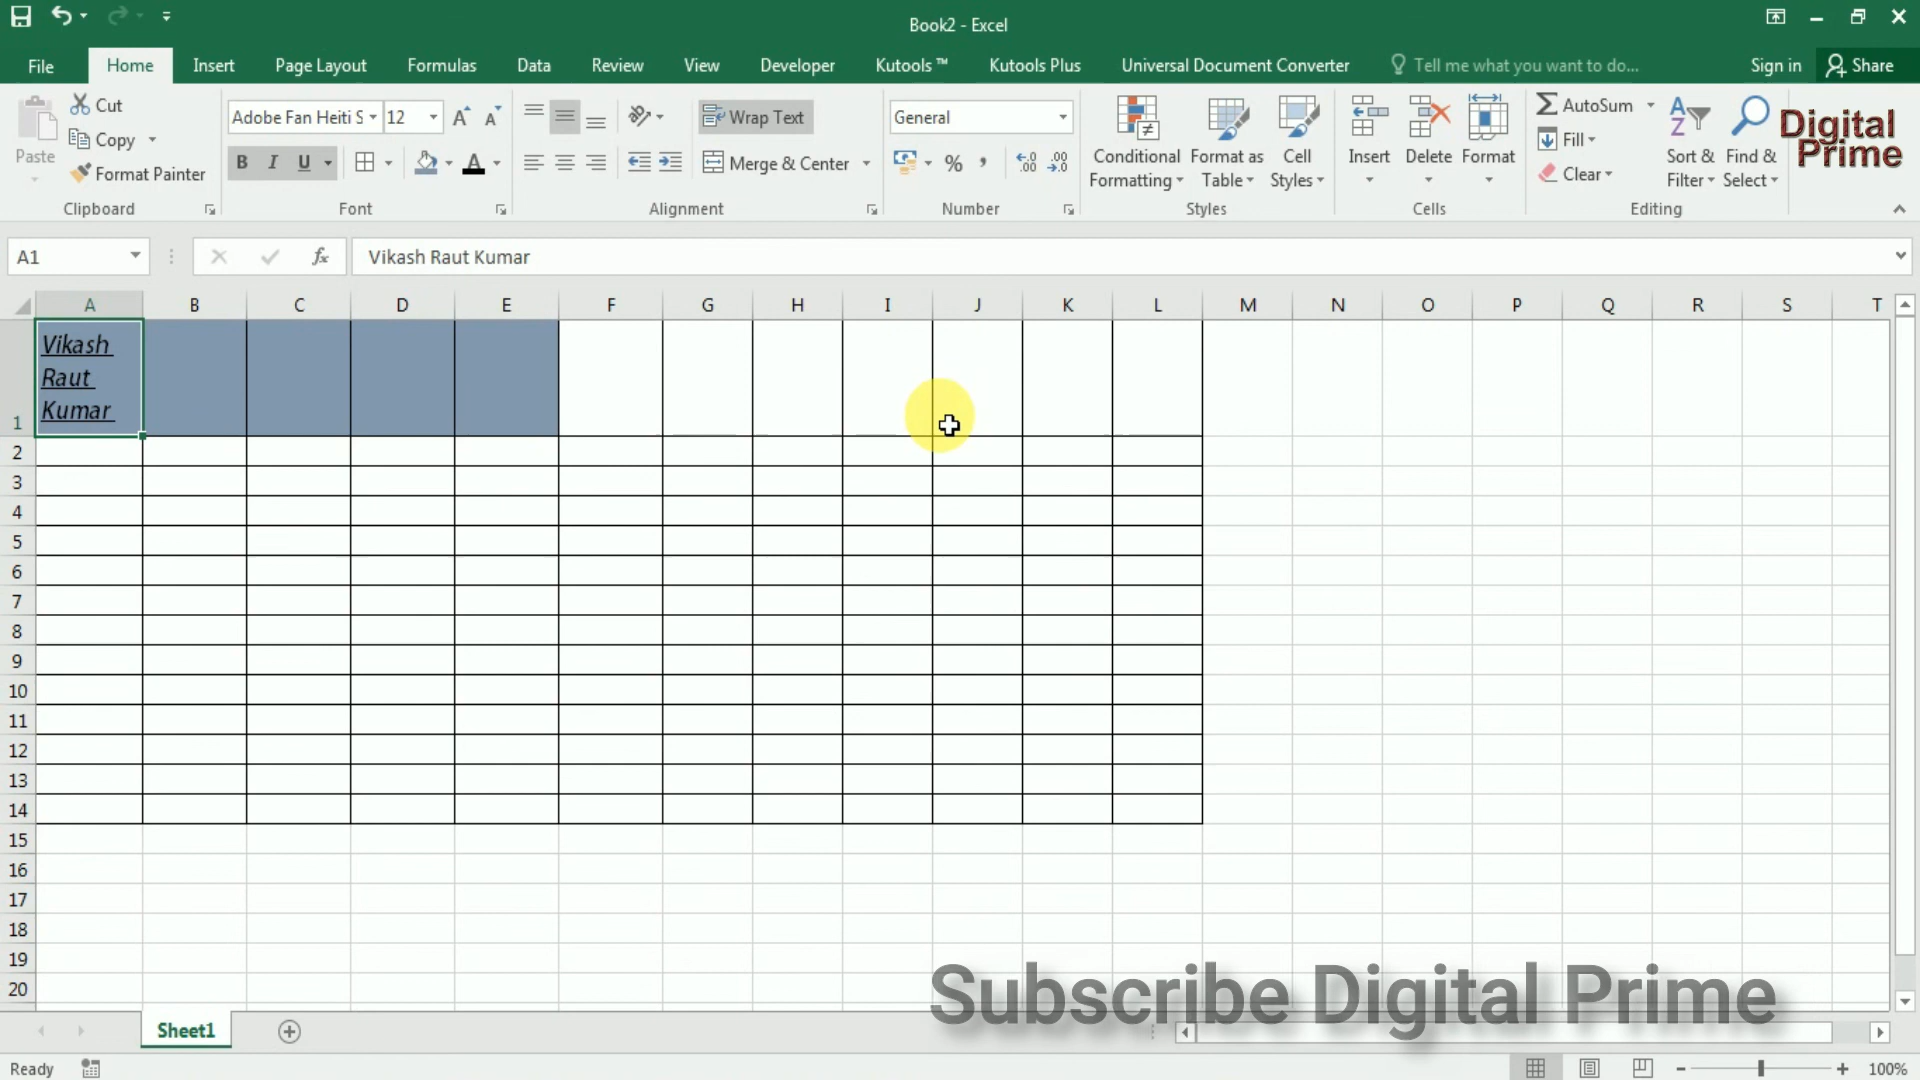 Book2 - Excel
File Home Insert Page Layout Formulas Data Review View Developer Kutools ™ Kutools Plus Universal Document Converter Tell me what you want to do... Sign in Share
Paste
Cut
Copy
Format Painter
Clipboard
Adobe Fan Heiti S 12
B I U
Font
Wrap Text
Merge & Center
Alignment
General
%
Number
Conditional Formatting
Format as Table
Cell Styles
Styles
Insert Delete Format
Cells
AutoSum
Fill
Clear
Sort & Filter
Find & Select
Editing
Digital
Prime
A1 fx Vikash Raut Kumar
A B C D E F G H I J K L M N O P Q R S T
Vikash
Raut
Kumar
1
2
3
4
5
6
7
8
9
10
11
12
13
14
15
16
17
18
19
20
Subscribe Digital Prime
Sheet1
Ready
100%